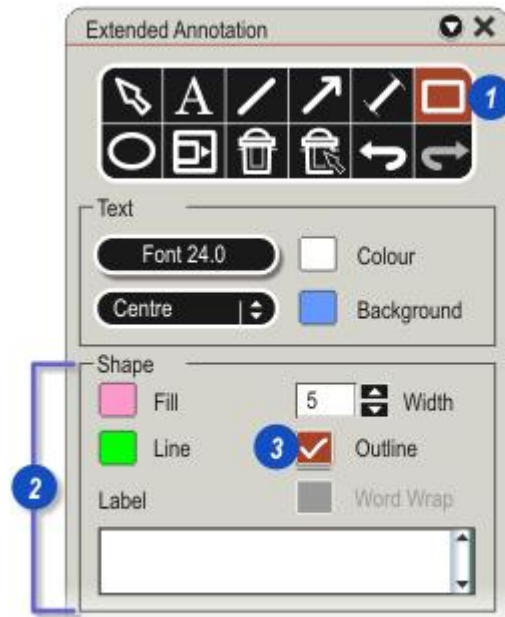 Extended Annotation
1
A
Text
Font 24.0
Colour
Centre
Background
Shape
Fill
5
Width
Line
3
Outline
2
Label
Word Wrap